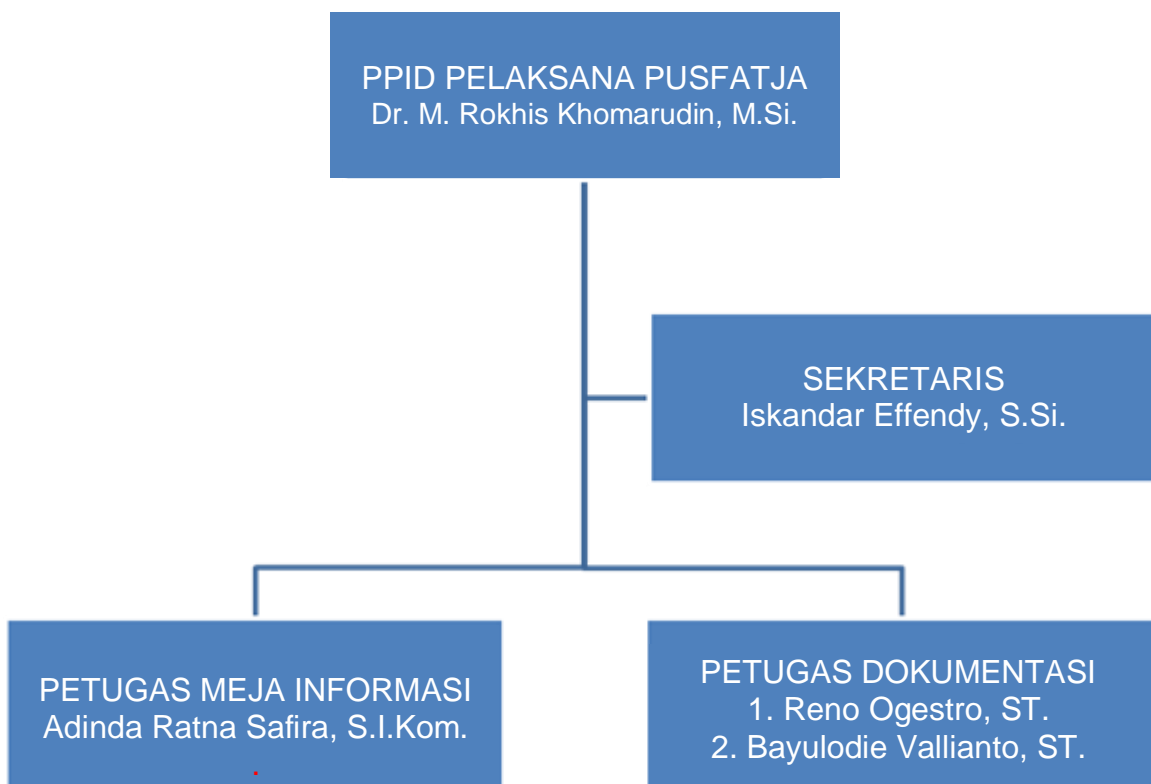 PPID PELAKSANA PUSFATJA
Dr. M. Rokhis Khomarudin, M.Si.
SEKRETARIS
Iskandar Effendy, S.Si.
PETUGAS MEJA INFORMASI
Adinda Ratna Safira, S.I.Kom.
.
PETUGAS DOKUMENTASI
1. Reno Ogestro, ST.
2. Bayulodie Vallianto, ST.